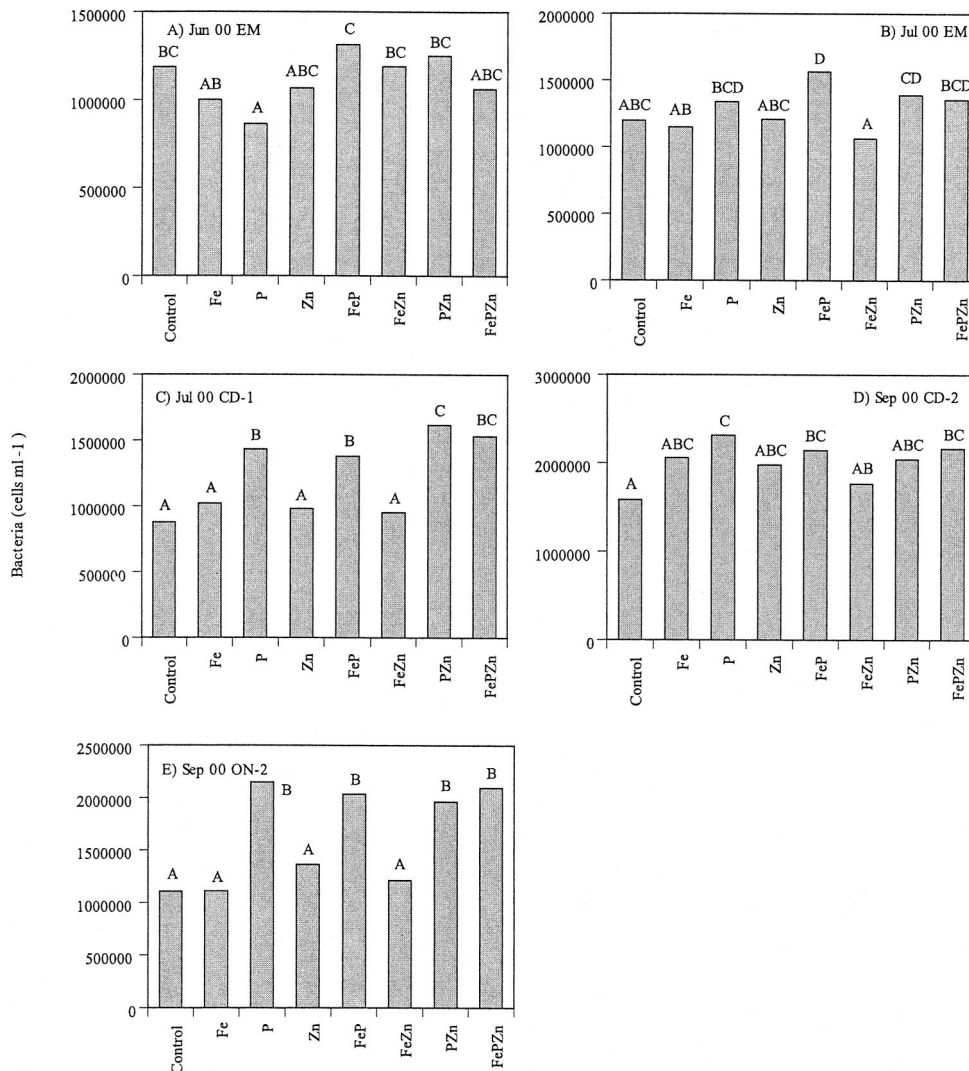 A) Jun 00 EM
1500000
1000000
500000
0
BC
AB
A
ABC
C
BC
BC
ABC
Control
Fe
P
Zn
FeP
FeZn
PZn
FePZn
B) Jul 00 EM
2000000
1500000
1000000
500000
0
ABC
AB
BCD
ABC
D
A
CD
BCD
Control
Fe
P
Zn
FeP
FeZn
PZn
FePZn
Bacteria (cells ml -1 )
C) Jul 00 CD-1
2000000
1500000
1000000
500000
0
A
A
B
A
B
A
C
BC
Control
Fe
P
Zn
FeP
FeZn
PZn
FePZn
D) Sep 00 CD-2
3000000
2000000
1000000
0
A
ABC
C
ABC
BC
AB
ABC
BC
Control
Fe
P
Zn
FeP
FeZn
PZn
FePZn
E) Sep 00 ON-2
2500000
2000000
1500000
1000000
500000
0
A
A
B
A
B
A
B
B
Control
Fe
P
Zn
FeP
FeZn
PZn
FePZn